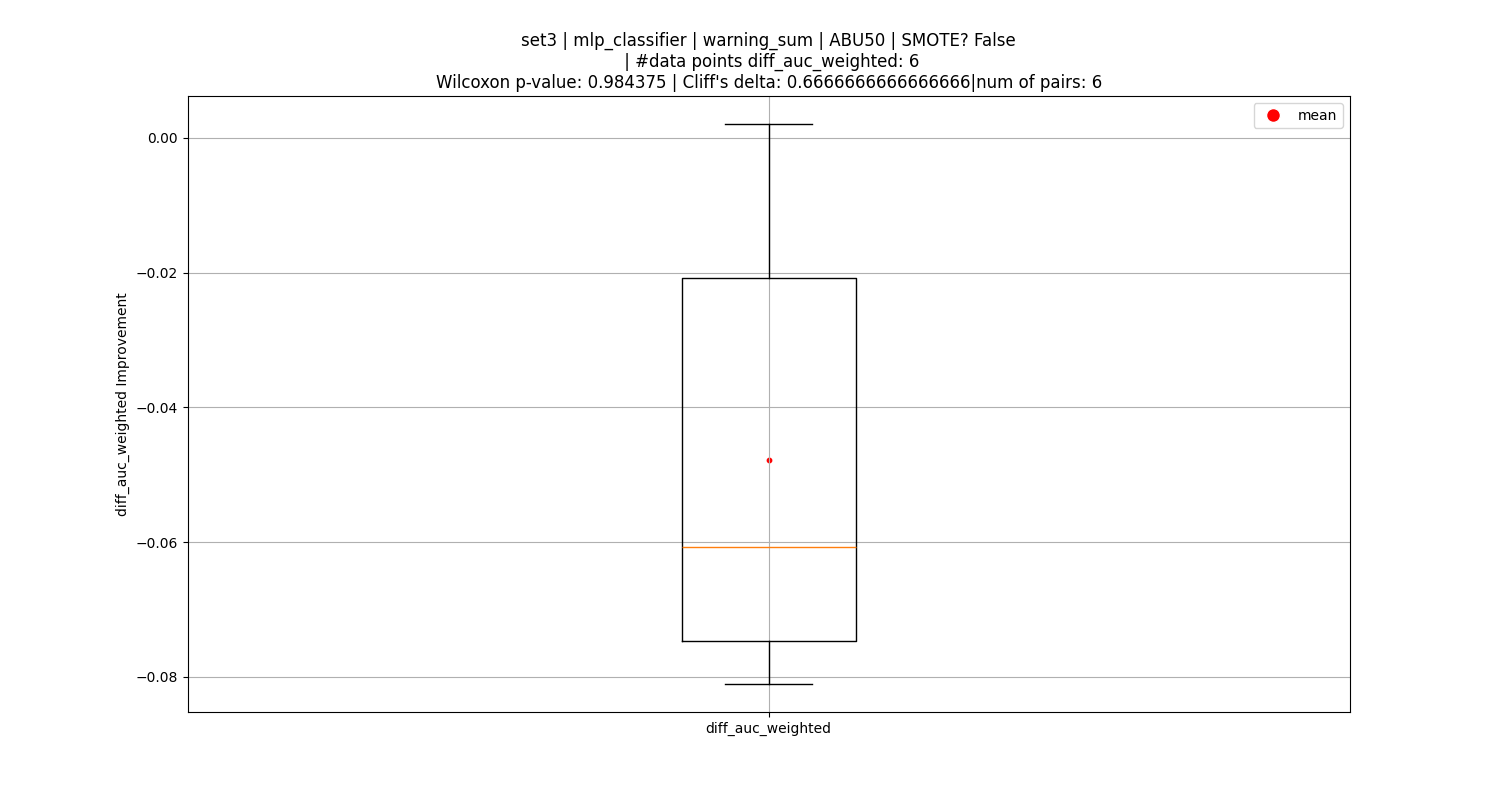 set3 | mlp_classifier | warning_sum | ABU50 | SMOTE? False
| #data points diff_auc_weighted: 6
Wilcoxon p-value: 0.984375 | Cliff's delta: 0.6666666666666666|num of pairs: 6
mean
0.00
−0.02
−0.04
−0.06
−0.08
diff_auc_weighted Improvement
diff_auc_weighted